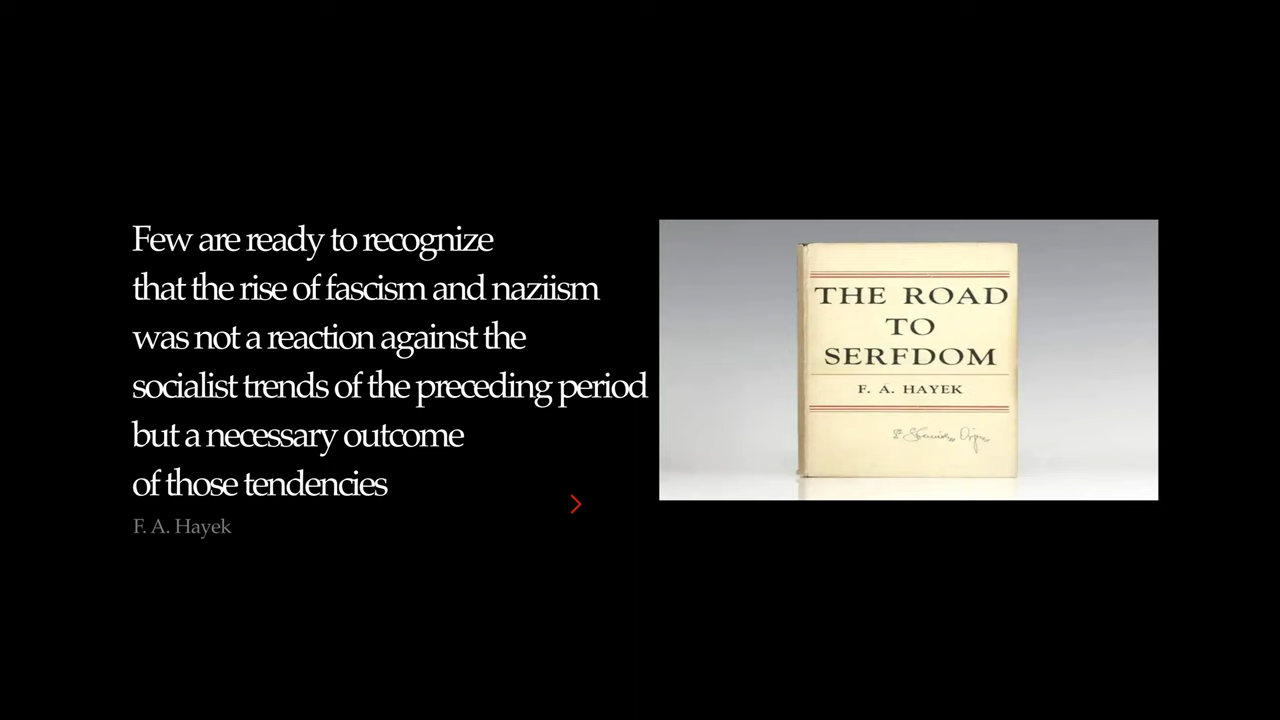 Few are ready to recognize
that the rise of fascism and naziism
was not a reaction against the
socialist trends of the preceding period
but a necessary outcome
of those tendencies
F. A. Hayek
THE ROAD
TO
SERFDOM
F. A. HAYEK